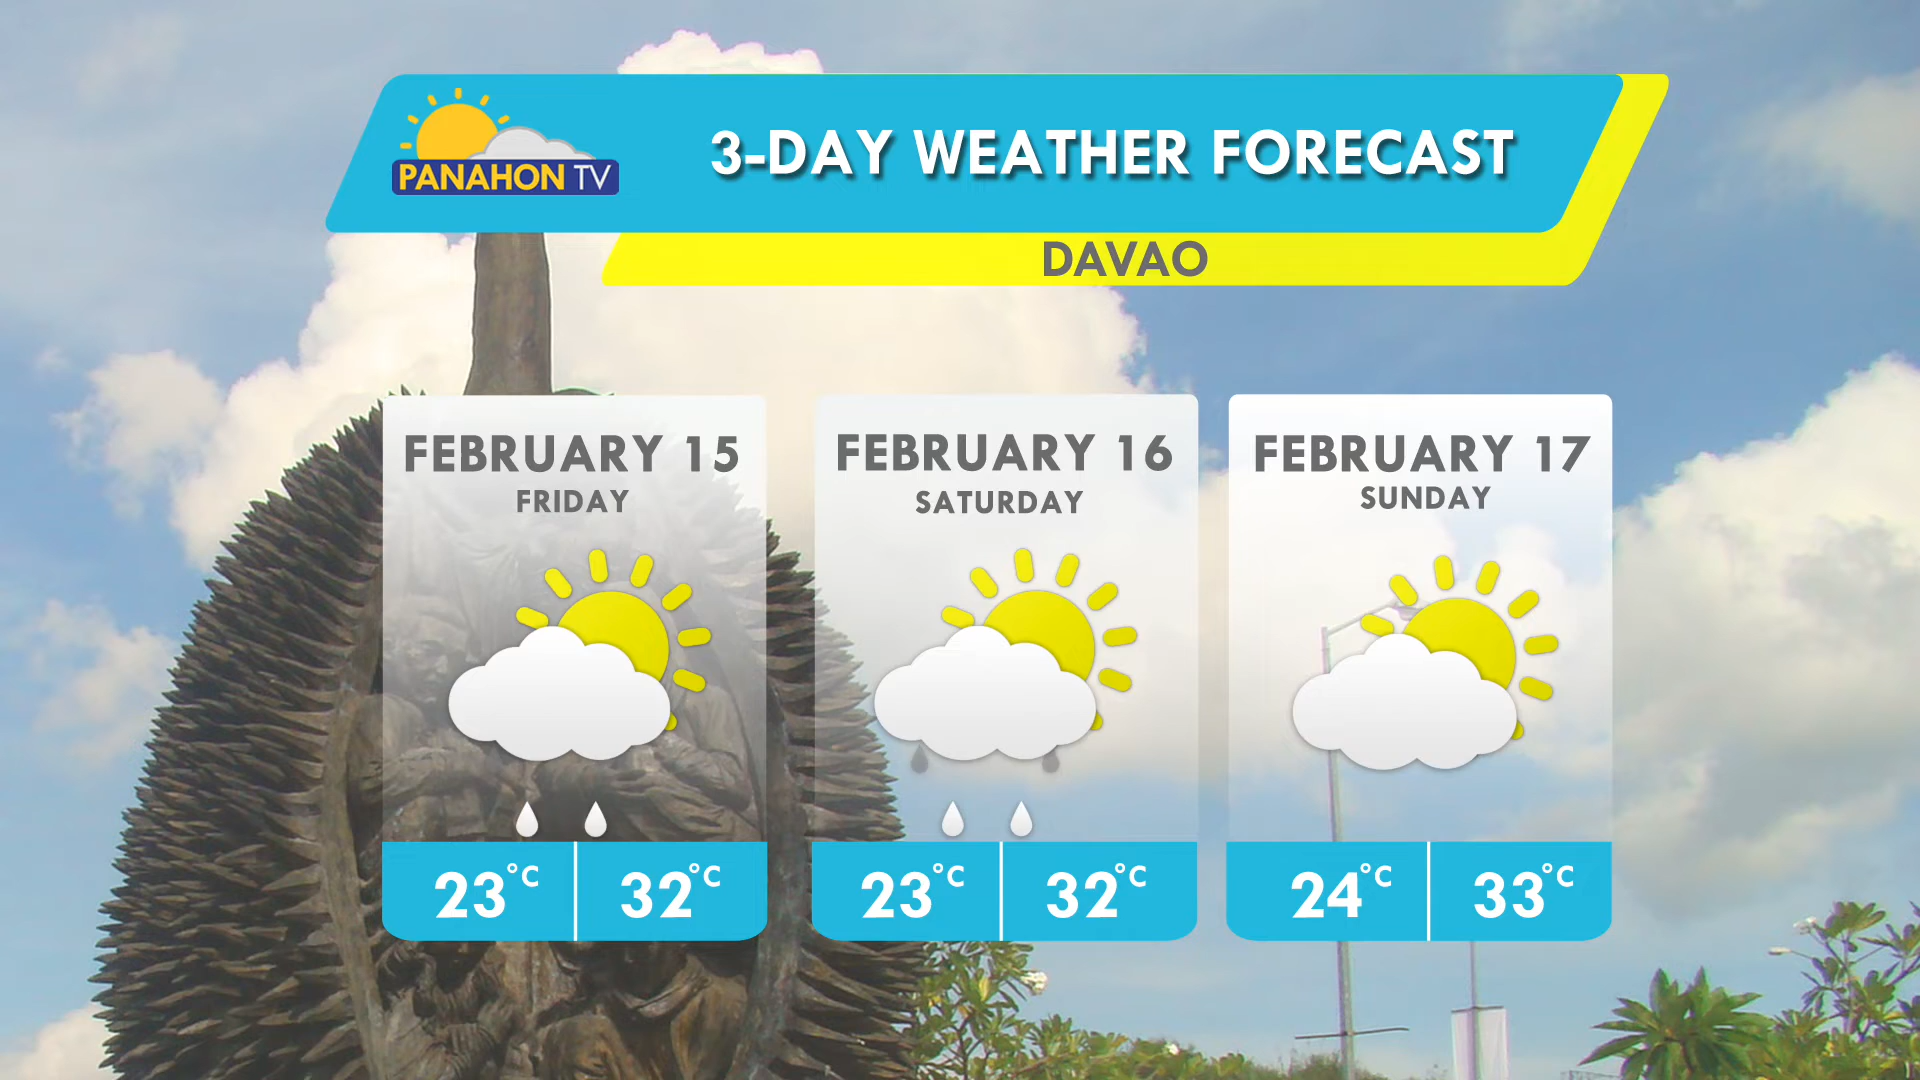 PANAHON TV
3-DAY WEATHER FORECAST
DAVAO
FEBRUARY 15
FRIDAY
23°C
32°C
FEBRUARY 16
SATURDAY
23°C
32°C
FEBRUARY 17
SUNDAY
24°C
33°C